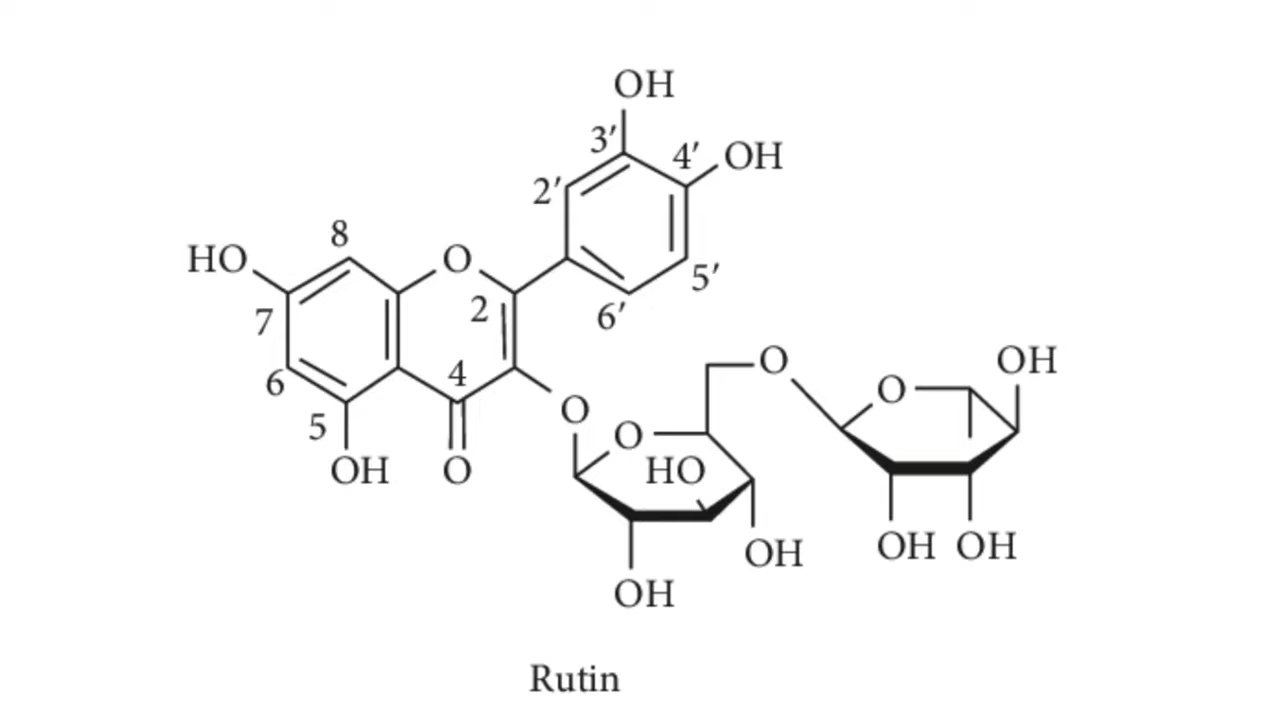 OH
3′
4′ OH
2′
8
HO O
5′
2
7 6′
4 OH
6 O
O O
5 O
OH O HO
OH OH OH
OH
Rutin